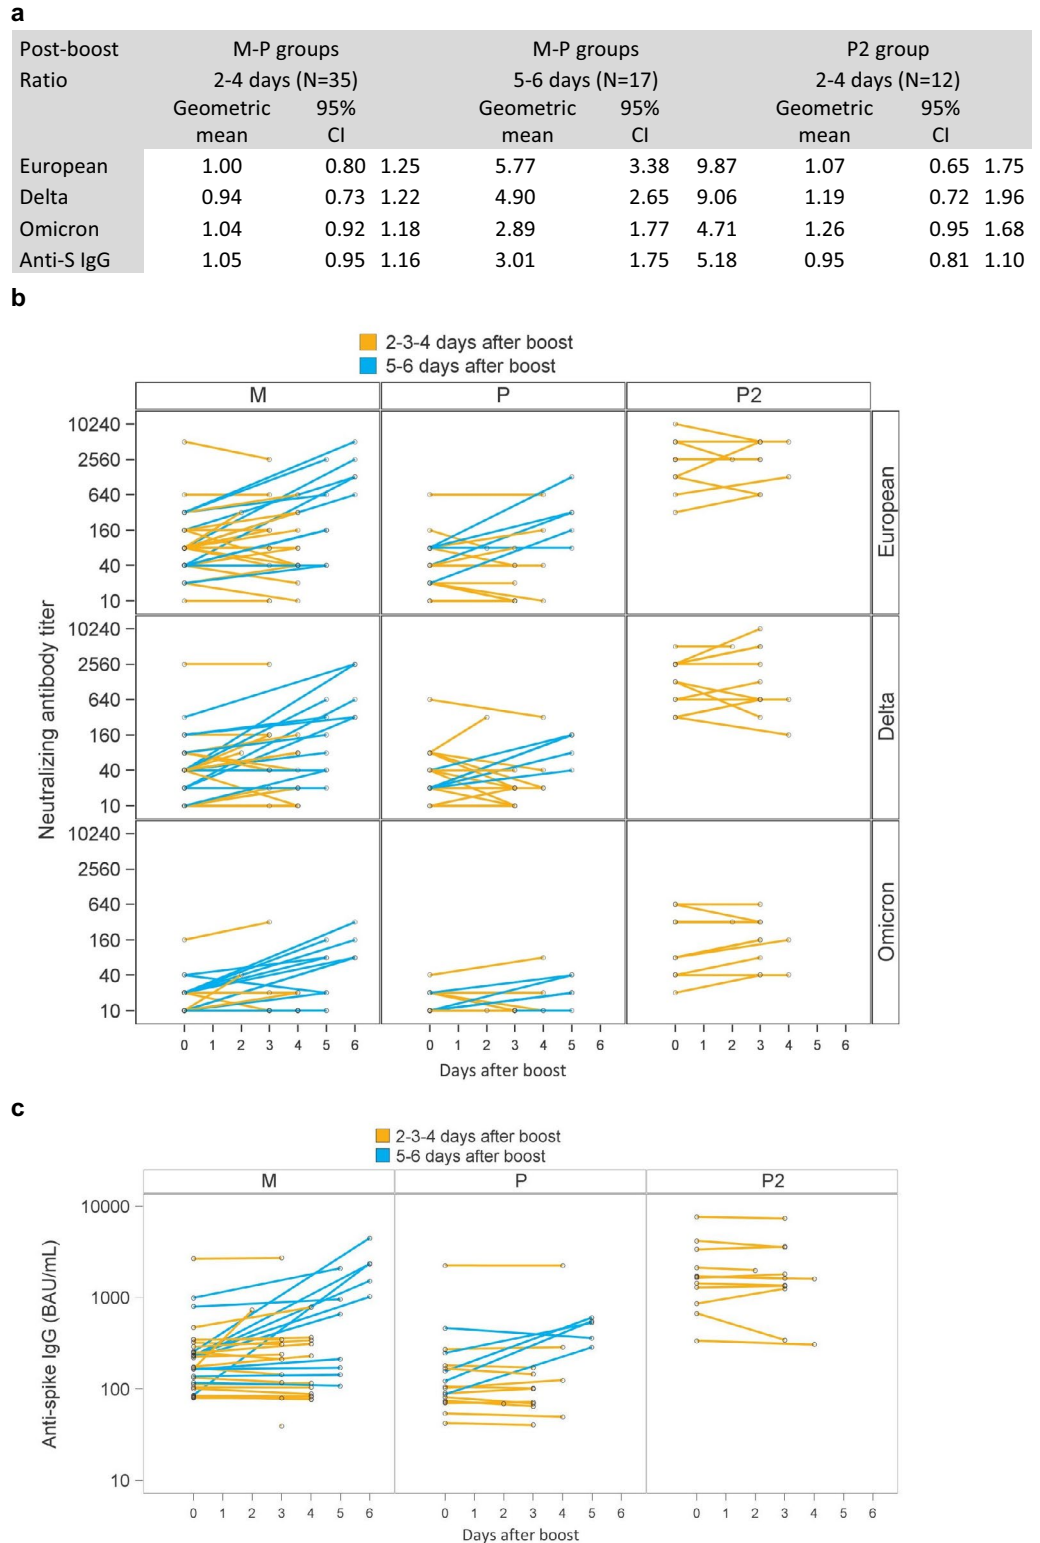 a
Post-boost M-P groups M-P groups P2 group
Ratio 2-4 days (N=35) 5-6 days (N=17) 2-4 days (N=12)
Geometric 95% Geometric 95% Geometric 95%
mean CI mean CI mean CI
European 1.00 0.80 1.25 5.77 3.38 9.87 1.07 0.65 1.75
Delta 0.94 0.73 1.22 4.90 2.65 9.06 1.19 0.72 1.96
Omicron 1.04 0.92 1.18 2.89 1.77 4.71 1.26 0.95 1.68
Anti-S IgG 1.05 0.95 1.16 3.01 1.75 5.18 0.95 0.81 1.10
b
2-3-4 days after boost
5-6 days after boost
M P P2
10240
2560
640
160
40
10
European
10240
2560
640
160
40
10
Delta
10240
2560
640
160
40
10
Omicron
Neutralizing antibody titer
0 1 2 3 4 5 6 0 1 2 3 4 5 6 0 1 2 3 4 5 6
Days after boost
c
2-3-4 days after boost
5-6 days after boost
M P P2
10000
1000
100
10
Anti-spike IgG (BAU/mL)
0 1 2 3 4 5 6 0 1 2 3 4 5 6 0 1 2 3 4 5 6
Days after boost